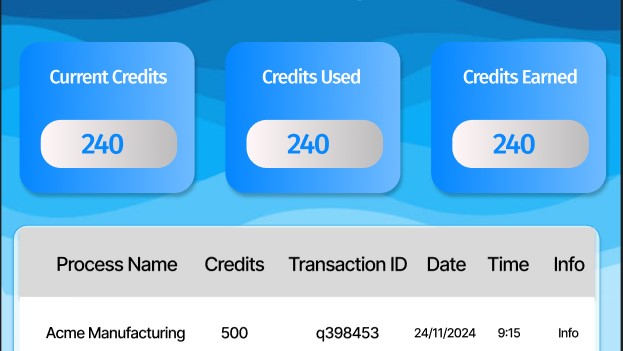 Current Credits Credits Used Credits Earned
240 240 240
Process Name Credits Transaction ID Date Time Info
Acme Manufacturing 500 q398453 24/11/2024 9:15 Info